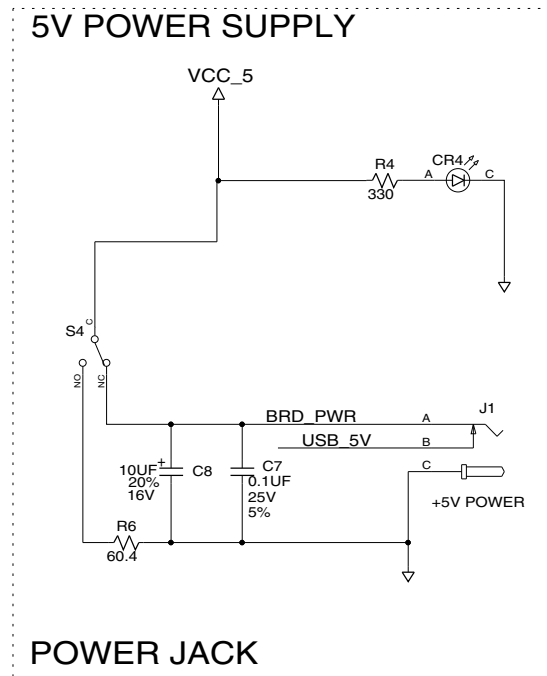 5V POWER SUPPLY
VCC_5
R4
330
A
CR4
C
S4
C
NO
NC
BRD_PWR
A
J1
USB_5V
B
10UF
+
20%
16V
C8
C7
0.1UF
25V
5%
C
+5V POWER
R6
60.4
POWER JACK